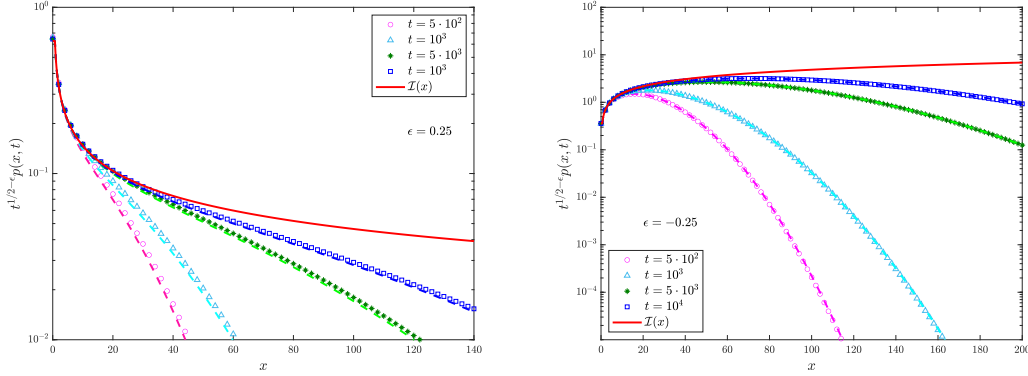 10^0
10^{-1}
10^{-2}
t^{1/2-ϵ}p(x, t)
t = 5 · 10^2
t = 10^3
t = 5 · 10^3
t = 10^3
I(x)
ϵ = 0.25
0 20 40 60 80 100 120 140
x
10^2
10^1
10^0
10^{-1}
10^{-2}
10^{-3}
10^{-4}
t^{1/2-ϵ}p(x, t)
ϵ = −0.25
t = 5 · 10^2
t = 10^3
t = 5 · 10^3
t = 10^4
I(x)
0 20 40 60 80 100 120 140 160 180 200
x